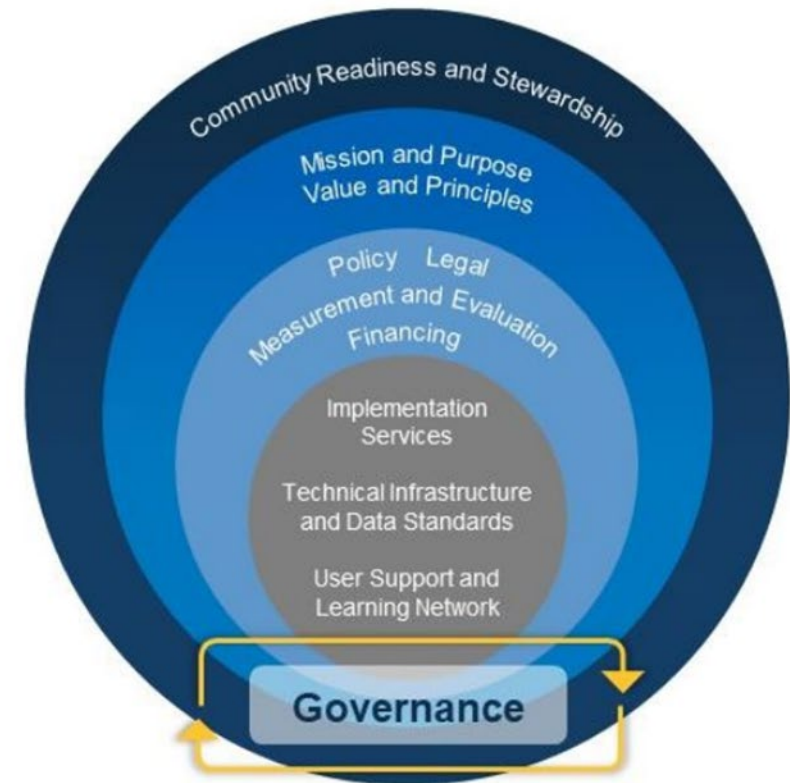 Community Readiness and Stewardship
Mission and Purpose
Value and Principles
Policy Legal
Measurement and Evaluation
Financing
Implementation
Services
Technical Infrastructure
and Data Standards
User Support and
Learning Network
Governance